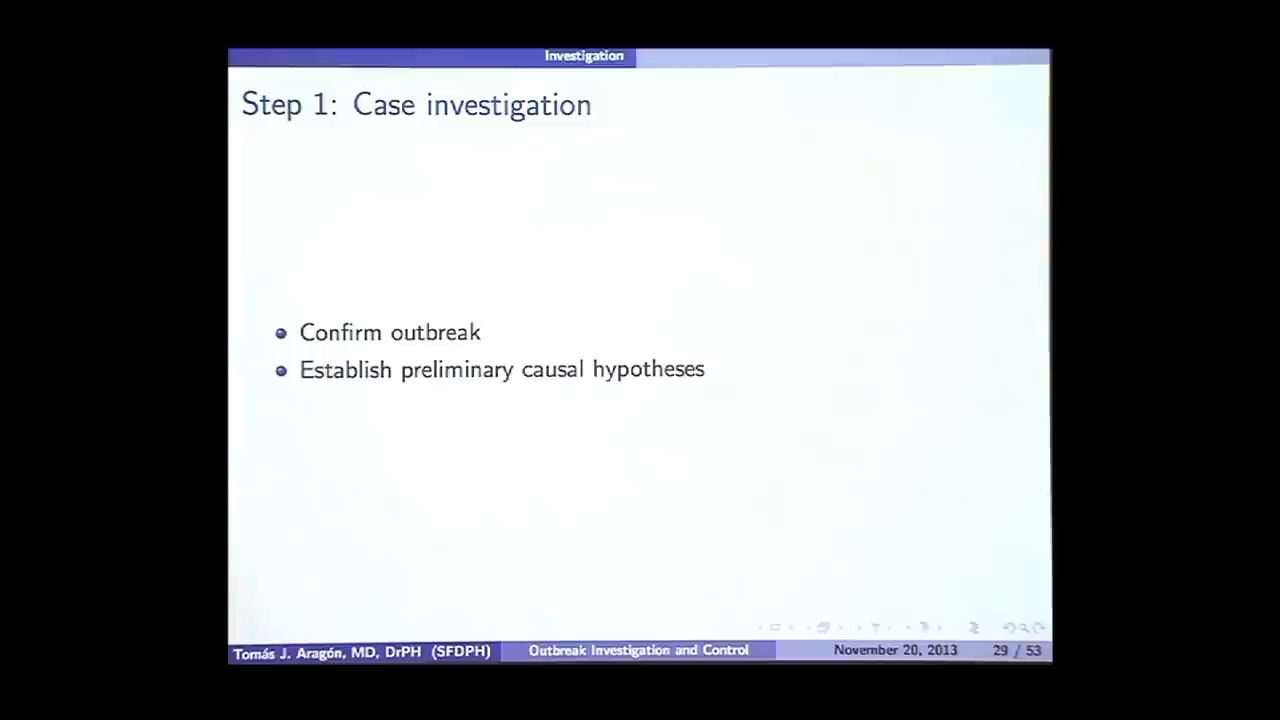 Investigation
Step 1: Case investigation
Confirm outbreak
Establish preliminary causal hypotheses
Tomás J. Aragón, MD, DrPH (SFDPH)
Outbreak Investigation and Control
November 20, 2013
29 / 53